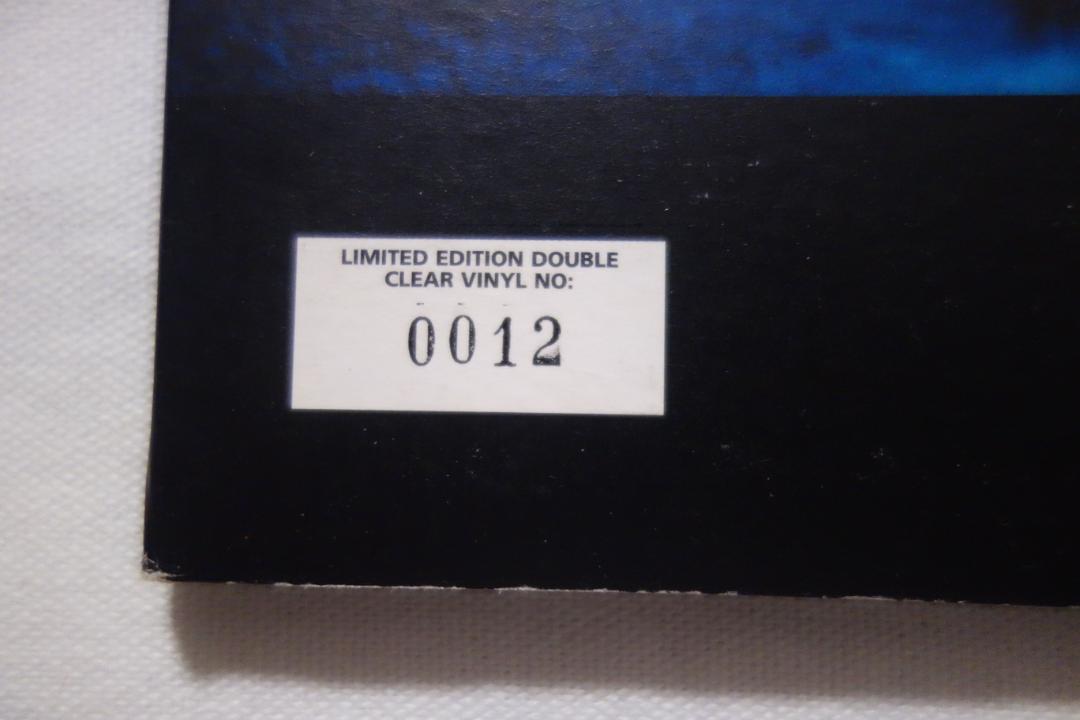 LIMITED EDITION DOUBLE
CLEAR VINYL NO:
0012